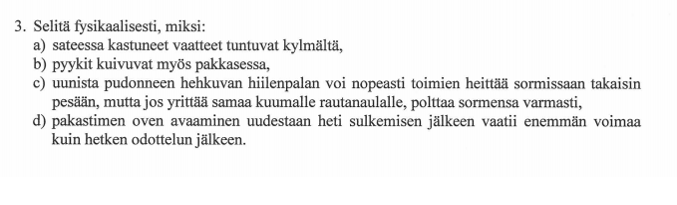 3. Selitä fysikaalisesti, miksi:
a) sateessa kastuneet vaatteet tuntuvat kylmältä,
b) pyykit kuivuvat myös pakkasessa,
c) uunista pudonneen hehkuvan hiilenpalan voi nopeasti toimien heittää sormissaan takaisin
pesään, mutta jos yrittää samaa kuumalle rautanaulalle, polttaa sormensa varmasti,
d) pakastimen oven avaaminen uudestaan heti sulkemisen jälkeen vaatii enemmän voimaa
kuin hetken odottelun jälkeen.